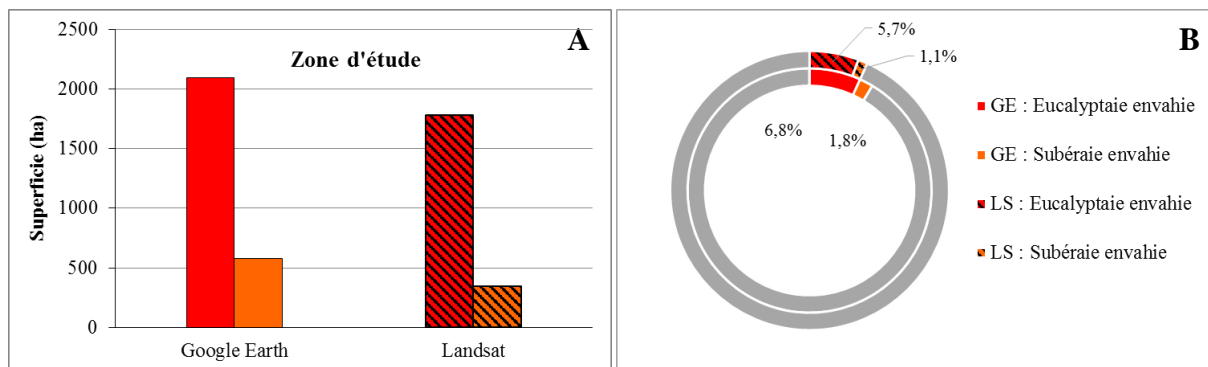 A
Zone d'étude
Superficie (ha)
2500
2000
1500
1000
500
0
Google Earth
Landsat
B
5,7%
1,1%
6,8%
1,8%
GE : Eucalyptaie envahie
GE : Subéraie envahie
LS : Eucalyptaie envahie
LS : Subéraie envahie